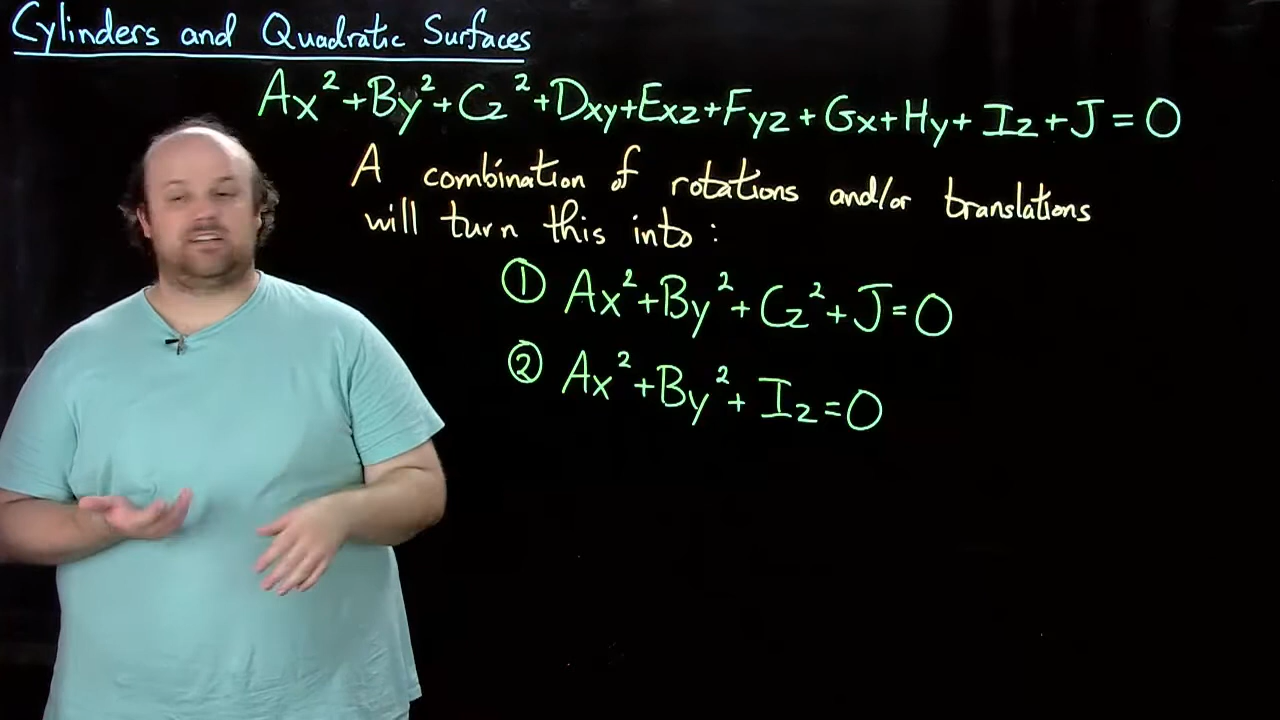 Cylinders and Quadratic Surfaces
Ax²+By²+Cz²+Dxy+Exz+Fyz+Gx+Hy+Iz+J=0
A combination of rotations and/or translations
will turn this into:
① Ax²+By²+Cz²+J=0
② Ax²+By²+Iz=0